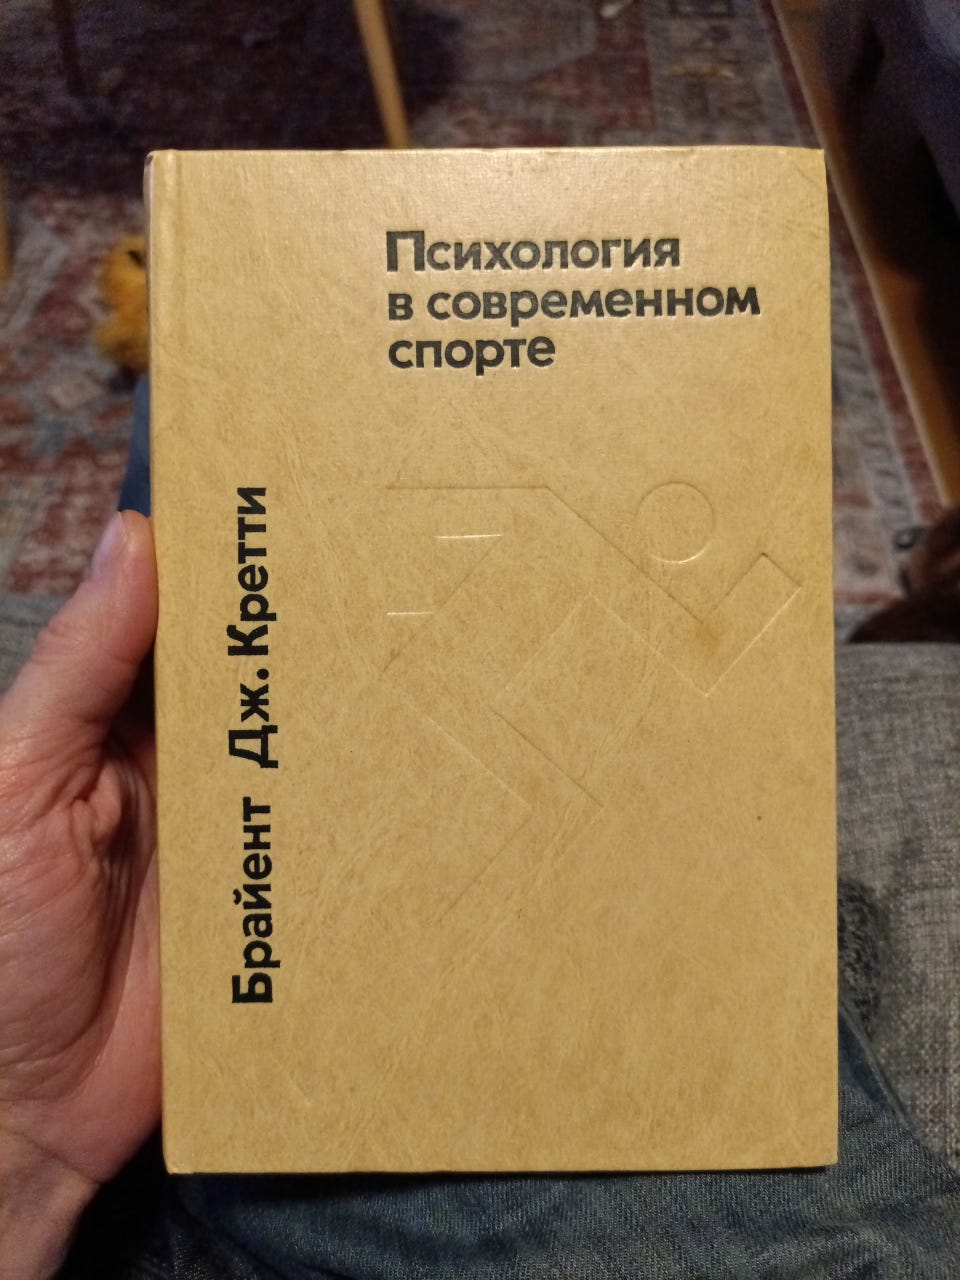 Психология
в современном
спорте
Брайент Дж. Кретти